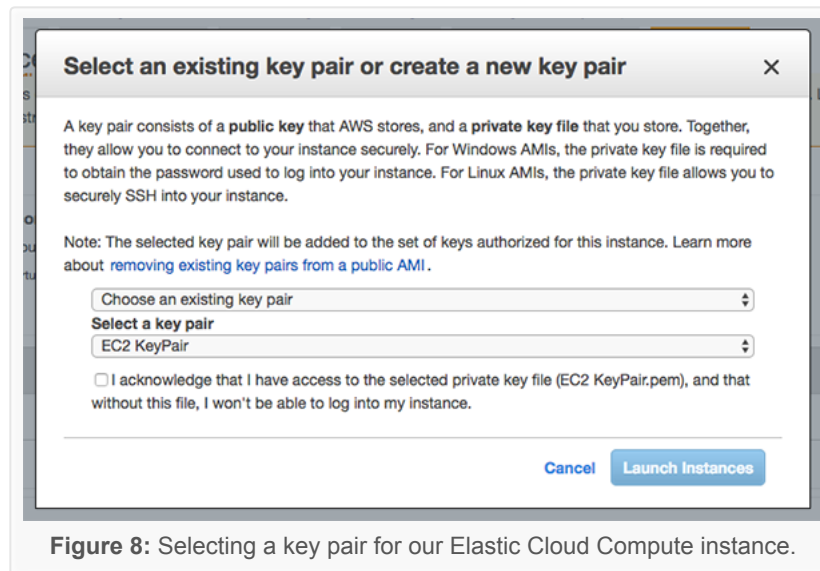 Select an existing key pair or create a new key pair
A key pair consists of a public key that AWS stores, and a private key file that you store. Together,
they allow you to connect to your instance securely. For Windows AMIs, the private key file is required
to obtain the password used to log into your instance. For Linux AMIs, the private key file allows you to
securely SSH into your instance.
Note: The selected key pair will be added to the set of keys authorized for this instance. Learn more
about removing existing key pairs from a public AMI.
Choose an existing key pair
Select a key pair
EC2 KeyPair
I acknowledge that I have access to the selected private key file (EC2 KeyPair.pem), and that
without this file, I won't be able to log into my instance.
Cancel Launch Instances
Figure 8: Selecting a key pair for our Elastic Cloud Compute instance.